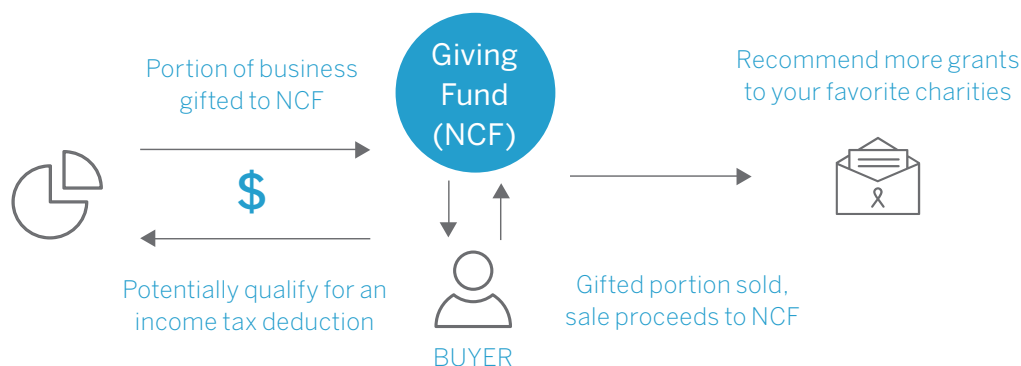 Portion of business
gifted to NCF
$
Potentially qualify for an
income tax deduction
Giving
Fund
(NCF)
BUYER
Gifted portion sold,
sale proceeds to NCF
Recommend more grants
to your favorite charities